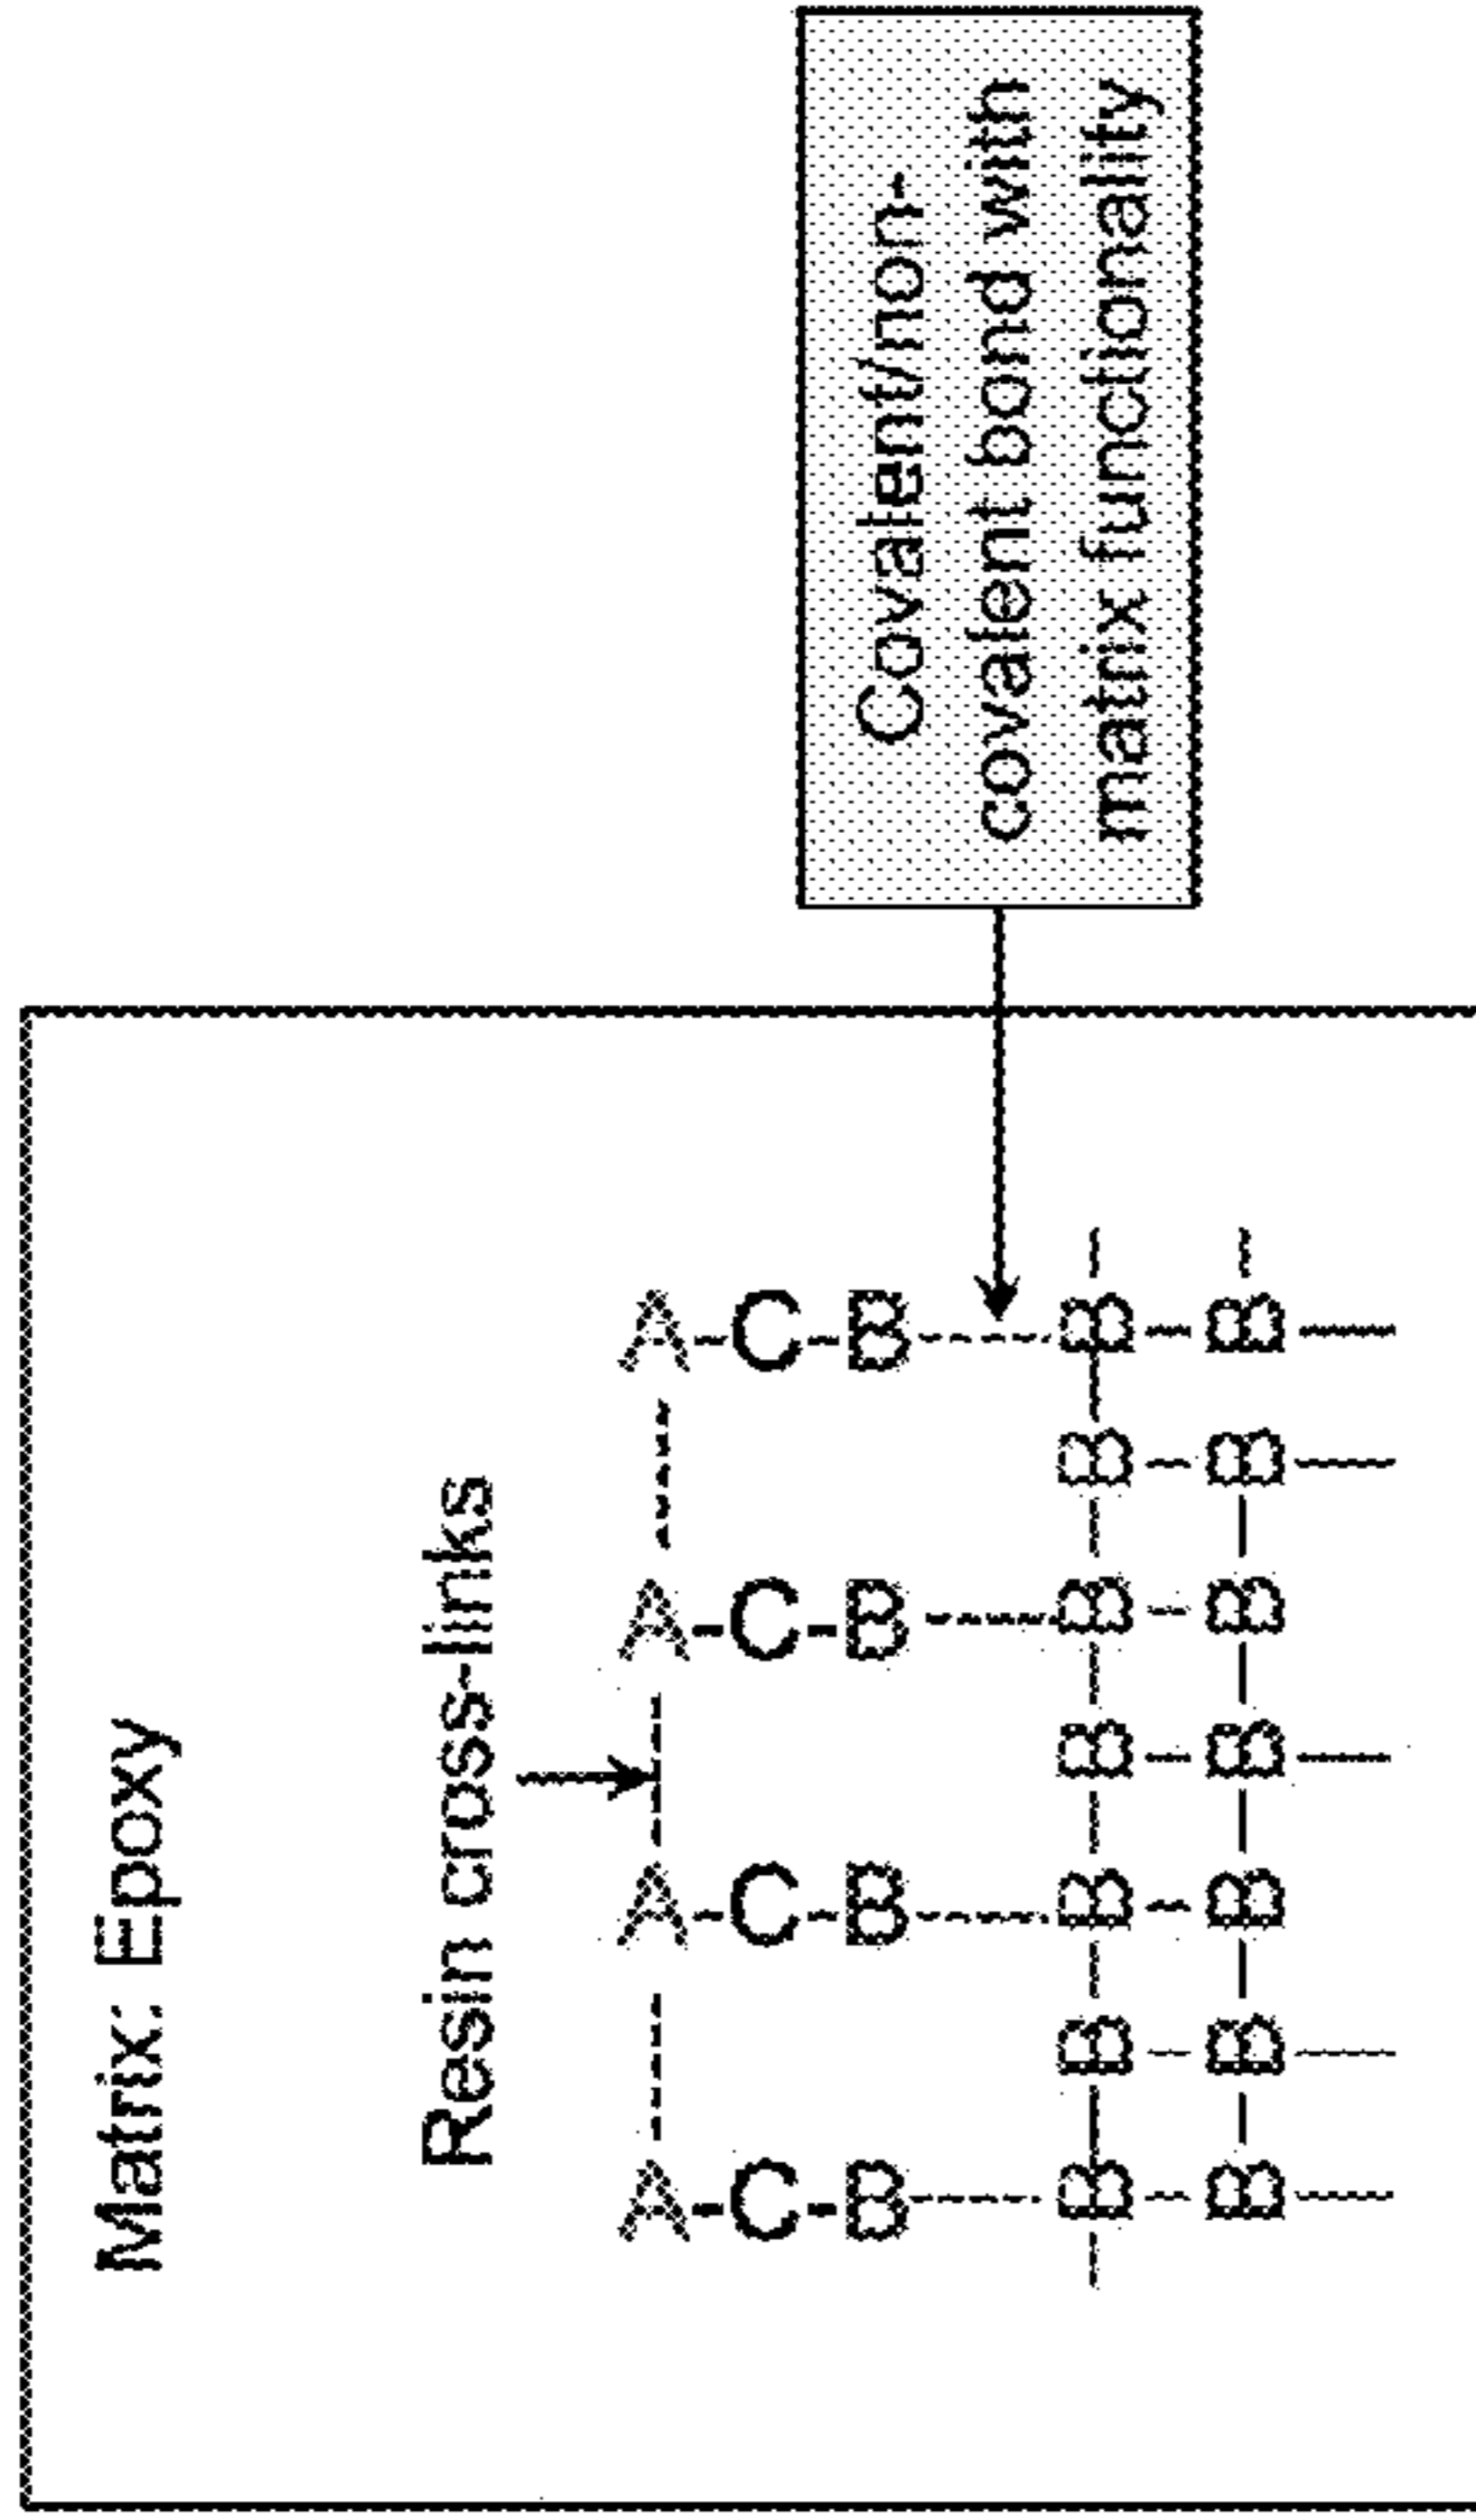 Matrix: Epoxy
Resin cross-links
A-C-B
A-C-B
A-C-B
A-C-B
Covalent/non-
covalent bond with
matrix functionality
B B B B B B B
B B B B B B B